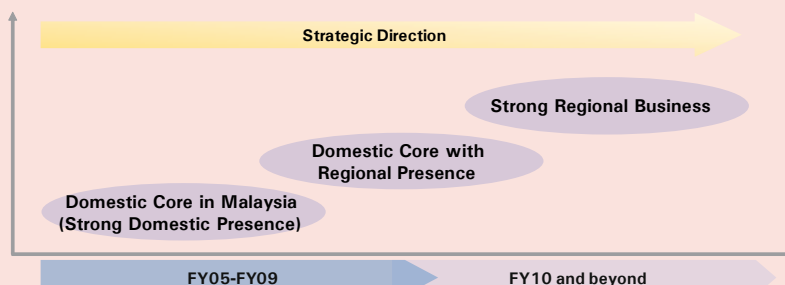 Strategic Direction
Strong Regional Business
Domestic Core with
Regional Presence
Domestic Core in Malaysia
(Strong Domestic Presence)
FY05-FY09
FY10 and beyond